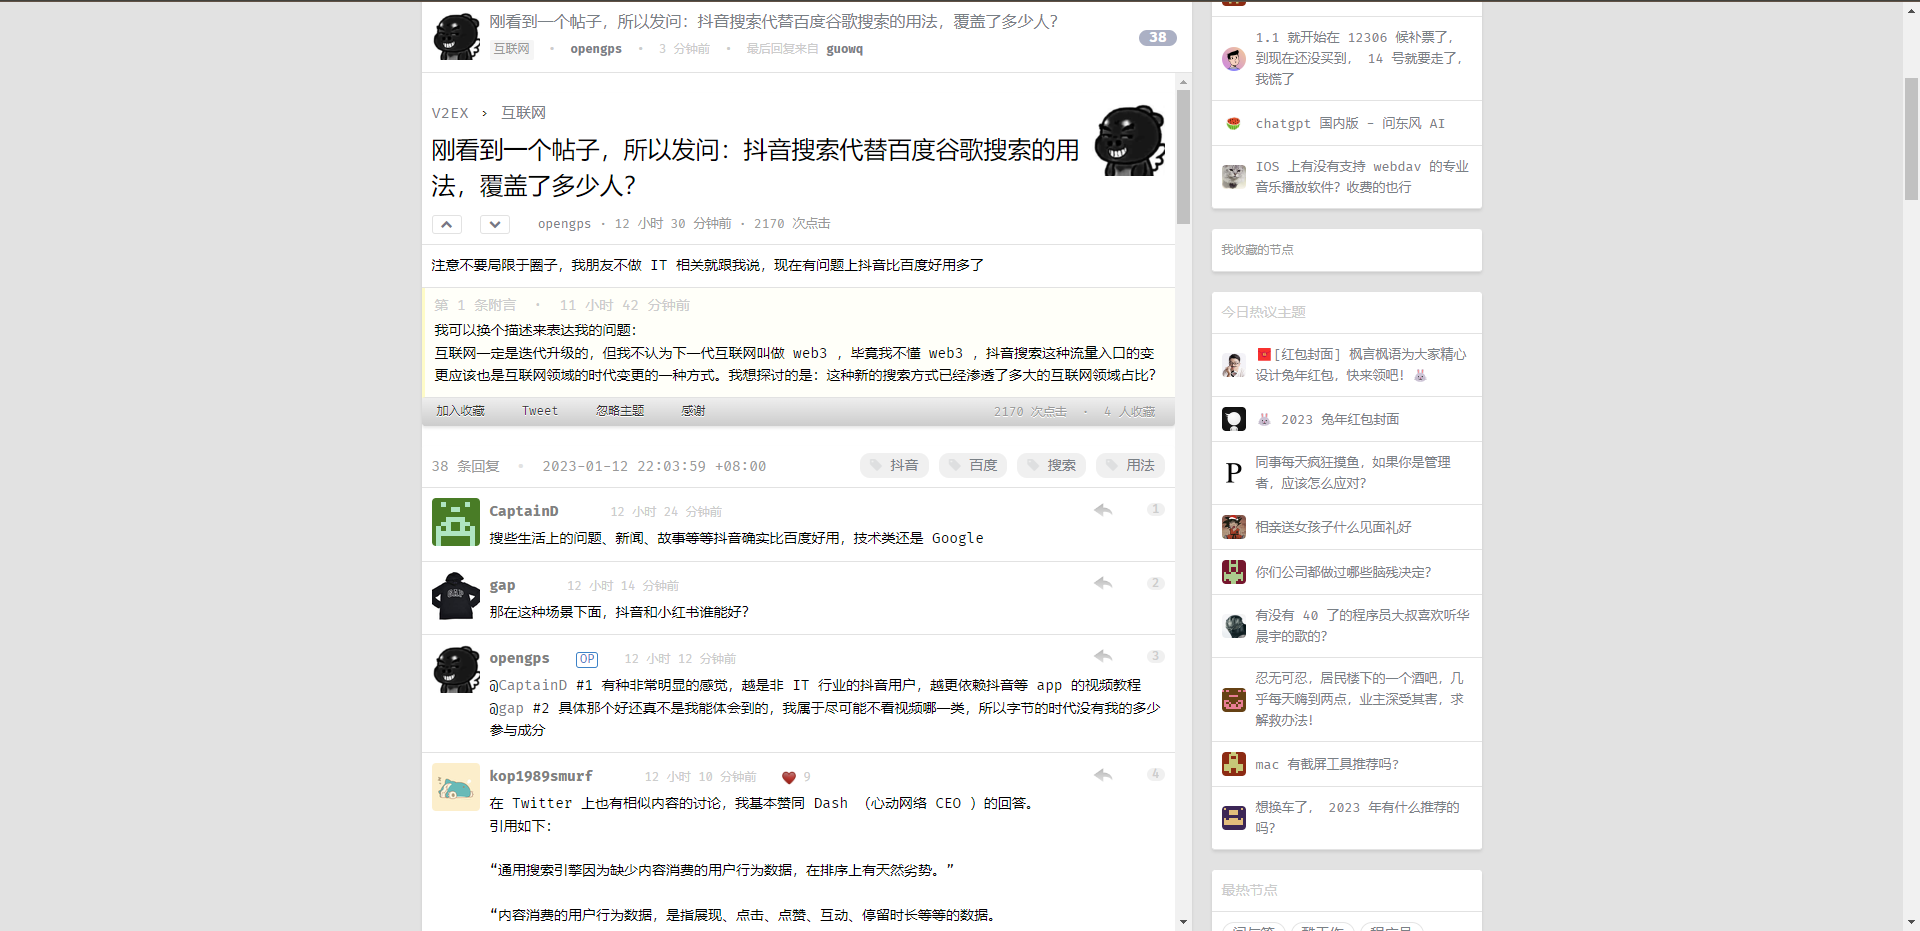 刚看到一个帖子，所以发问：抖音搜索代替百度谷歌搜索的用法，覆盖了多少人？
互联网 • opengps • 3 分钟前 • 最后回复来自 guowq
38
V2EX › 互联网
刚看到一个帖子，所以发问：抖音搜索代替百度谷歌搜索的用
法，覆盖了多少人？
opengps · 12 小时 30 分钟前 · 2170 次点击
注意不要局限于圈子，我朋友不做 IT 相关就跟我说，现在有问题上抖音比百度好用多了
第 1 条附言 · 11 小时 42 分钟前
我可以换个描述来表达我的问题：
互联网一定是迭代升级的，但我不认为下一代互联网叫做 web3 ，毕竟我不懂 web3 ，抖音搜索这种流量入口的变
更应该也是互联网领域的时代变更的一种方式。我想探讨的是：这种新的搜索方式已经渗透了多大的互联网领域占比？
加入收藏 Tweet 忽略主题 感谢 2170 次点击 · 4 人收藏
38 条回复 • 2023-01-12 22:03:59 +08:00
抖音 百度 搜索 用法
CaptainD 12 小时 24 分钟前 1
搜些生活上的问题、新闻、故事等等抖音确实比百度好用，技术类还是 Google
gap 12 小时 14 分钟前 2
那在这种场景下面，抖音和小红书谁能好？
opengps OP 12 小时 12 分钟前 3
@CaptainD #1 有种非常明显的感觉，越是非 IT 行业的抖音用户，越更依赖抖音等 app 的视频教程
@gap #2 具体那个好还真不是我能体会到的，我属于尽可能不看视频哪一类，所以字节的时代没有我的多少
参与成分
kop1989smurf 12 小时 10 分钟前 9 4
在 Twitter 上也有相似内容的讨论，我基本赞同 Dash （心动网络 CEO ）的回答。
引用如下：
“通用搜索引擎因为缺少内容消费的用户行为数据，在排序上有天然劣势。”
“内容消费的用户行为数据，是指展现、点击、点赞、互动、停留时长等等的数据。
1.1 就开始在 12306 候补票了，
到现在还没买到， 14 号就要走了，
我慌了
chatgpt 国内版 - 问东风 AI
IOS 上有没有支持 webdav 的专业
音乐播放软件？收费的也行
我收藏的节点
今日热议主题
[红包封面] 枫言枫语为大家精心
设计兔年红包，快来领吧！
2023 兔年红包封面
同事每天疯狂摸鱼，如果你是管理
者，应该怎么应对？
相亲送女孩子什么见面礼好
你们公司都做过哪些脑残决定？
有没有 40 了的程序员大叔喜欢听华
晨宇的歌的？
忍无可忍，居民楼下的一个酒吧，几
乎每天嗨到两点，业主深受其害，求
解救办法！
mac 有截屏工具推荐吗？
想换车了， 2023 年有什么推荐的
吗？
最热节点